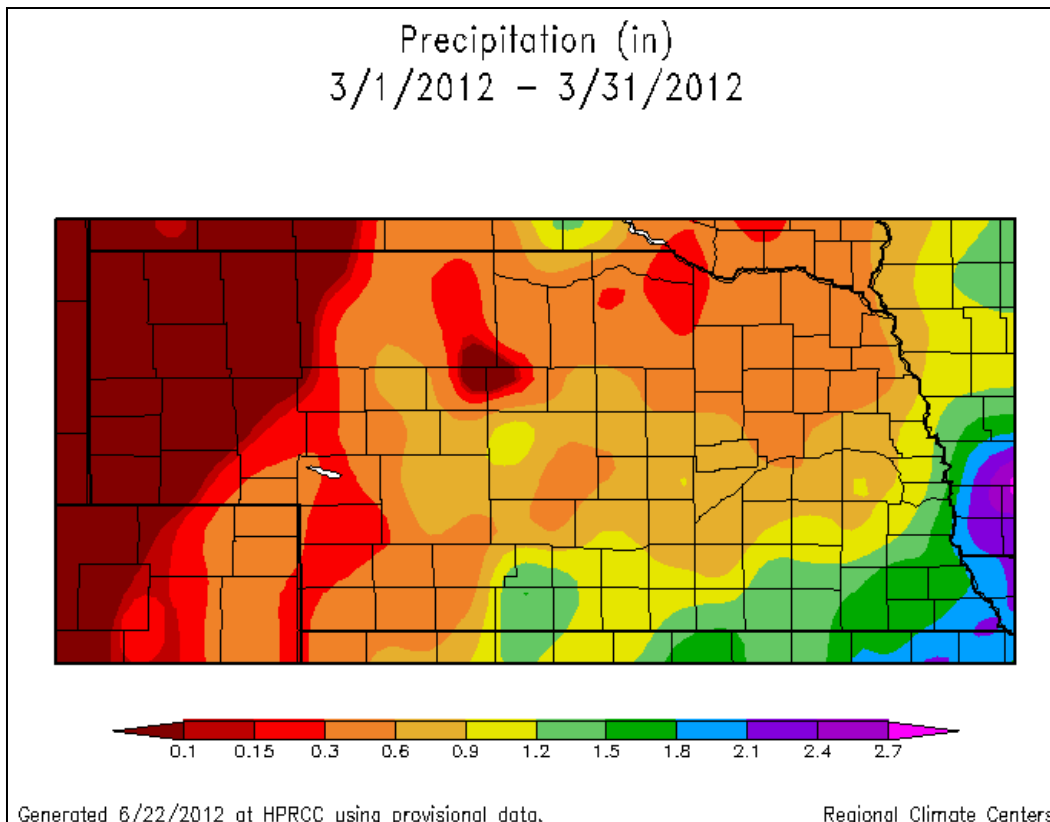 Precipitation (in)
3/1/2012 – 3/31/2012
0.1 0.15 0.3 0.6 0.9 1.2 1.5 1.8 2.1 2.4 2.7
Generated 6/22/2012 at HPRCC using provisional data. Regional Climate Centers